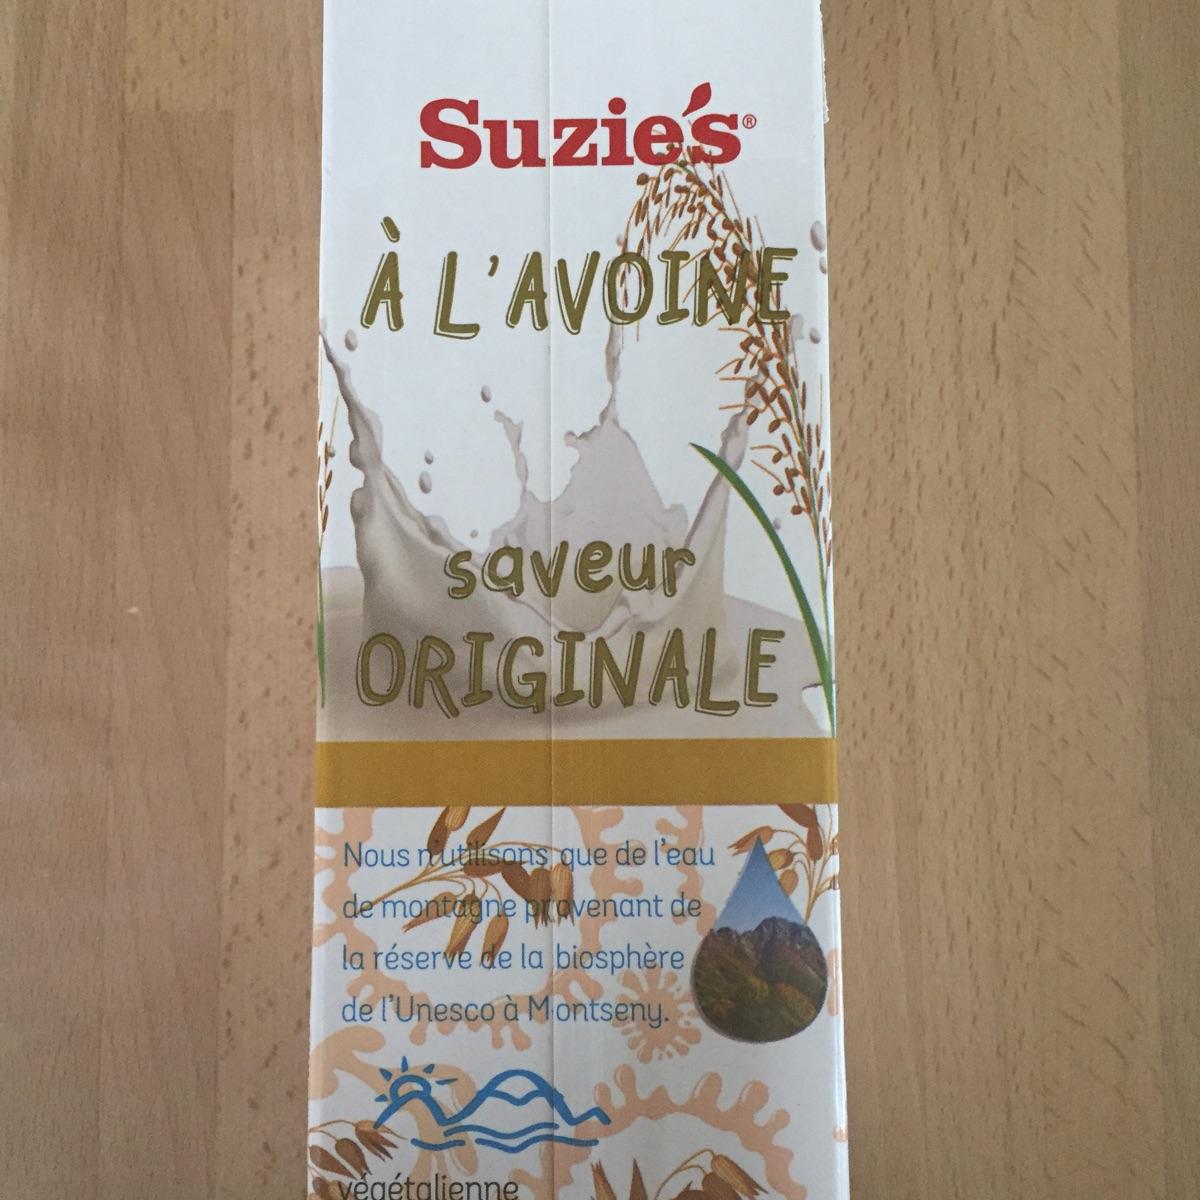 Suzie's®
À L'AVOINE
saveur
ORIGINALE
Nous n'utilisons que de l'eau
de montagne provenant de
la réserve de la biosphère
de l'Unesco à Montseny.
végétalienne